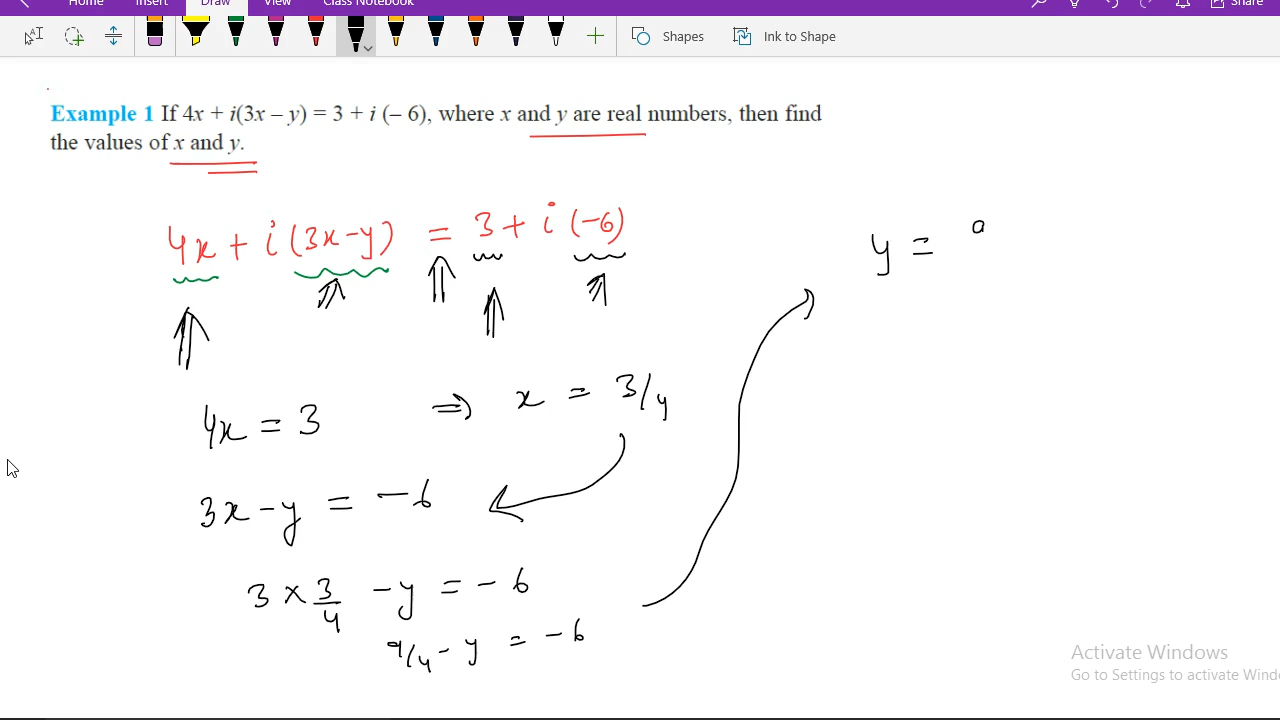 Home Insert Draw View Class Notebook Share
Shapes Ink to Shape
Example 1 If 4x + i(3x – y) = 3 + i (– 6), where x and y are real numbers, then find
the values of x and y.
4x + i (3x-y) = 3 + i (-6)
y =
4x = 3 ⇒ x = 3/4
3x - y = -6
3 × 3/4 - y = - 6
9/4 - y = - 6
Activate Windows
Go to Settings to activate Wind